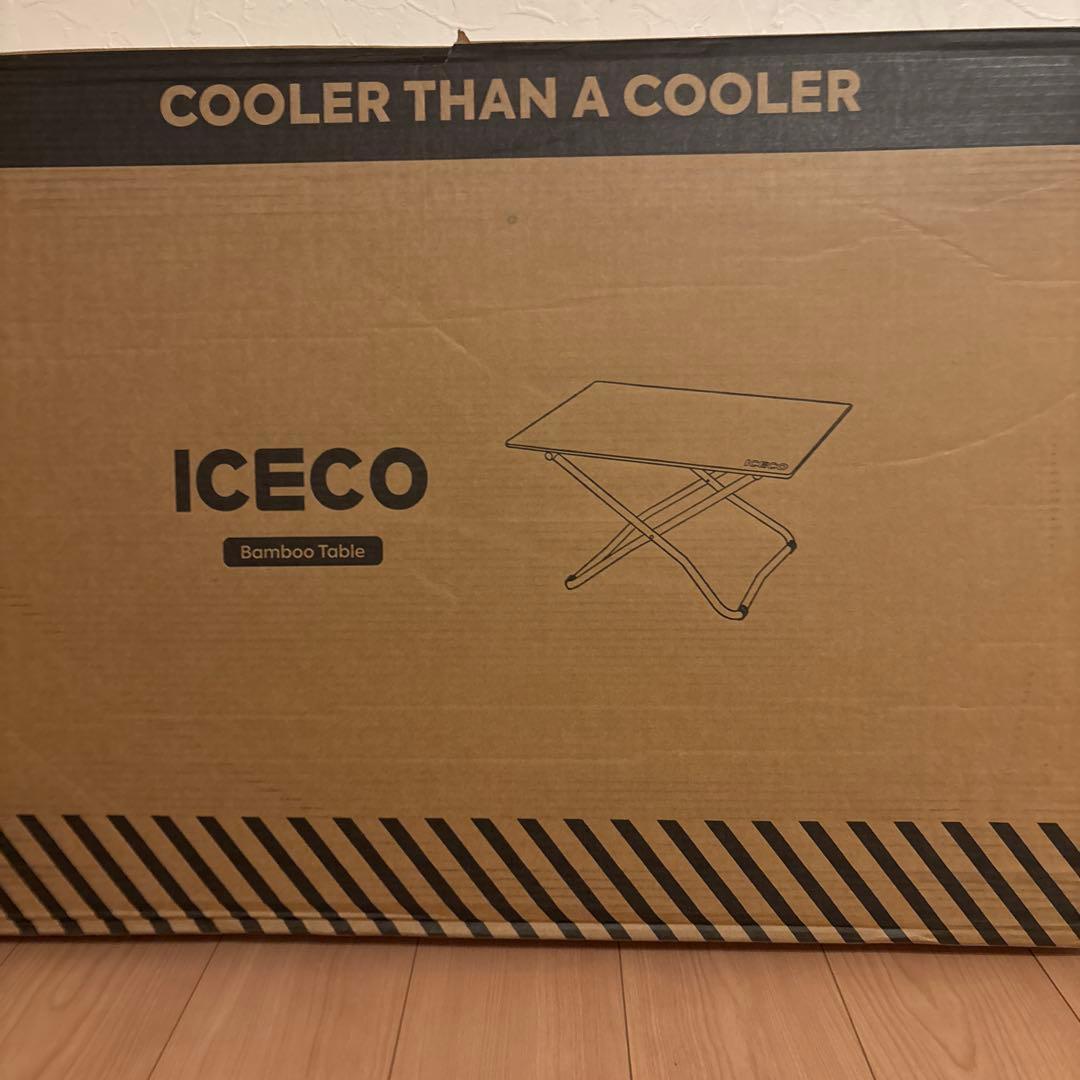 COOLER THAN A COOLER
ICECO
Bamboo Table
ICECO